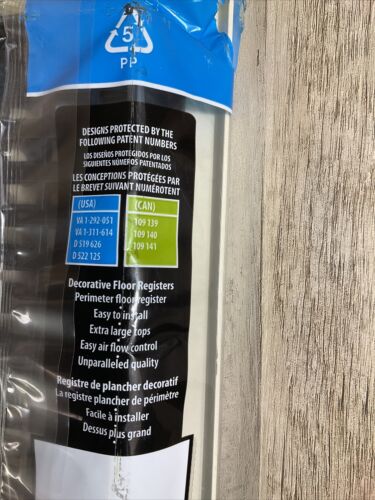 5
PP
DESIGNS PROTECTED BY THE
FOLLOWING PATENT NUMBERS
LOS DISEÑOS PROTEGIDOS POR LOS
SIGUIENTES NÚMEROS PATENTADOS
LES CONCEPTIONS PROTÉGÉES PAR
LE BREVET SUIVANT NUMÉROTENT
(USA)
VA 1-292-051
VA 1-311-614
D 519 626
D 522 125
(CAN)
109 139
109 140
109 141
Decorative Floor Registers
Perimeter floor register
Easy to install
Extra large tops
Easy air flow control
Unparalleled quality
Registre de plancher decoratif
La registre plancher de périmétre
Facile à installer
Dessus plus grand